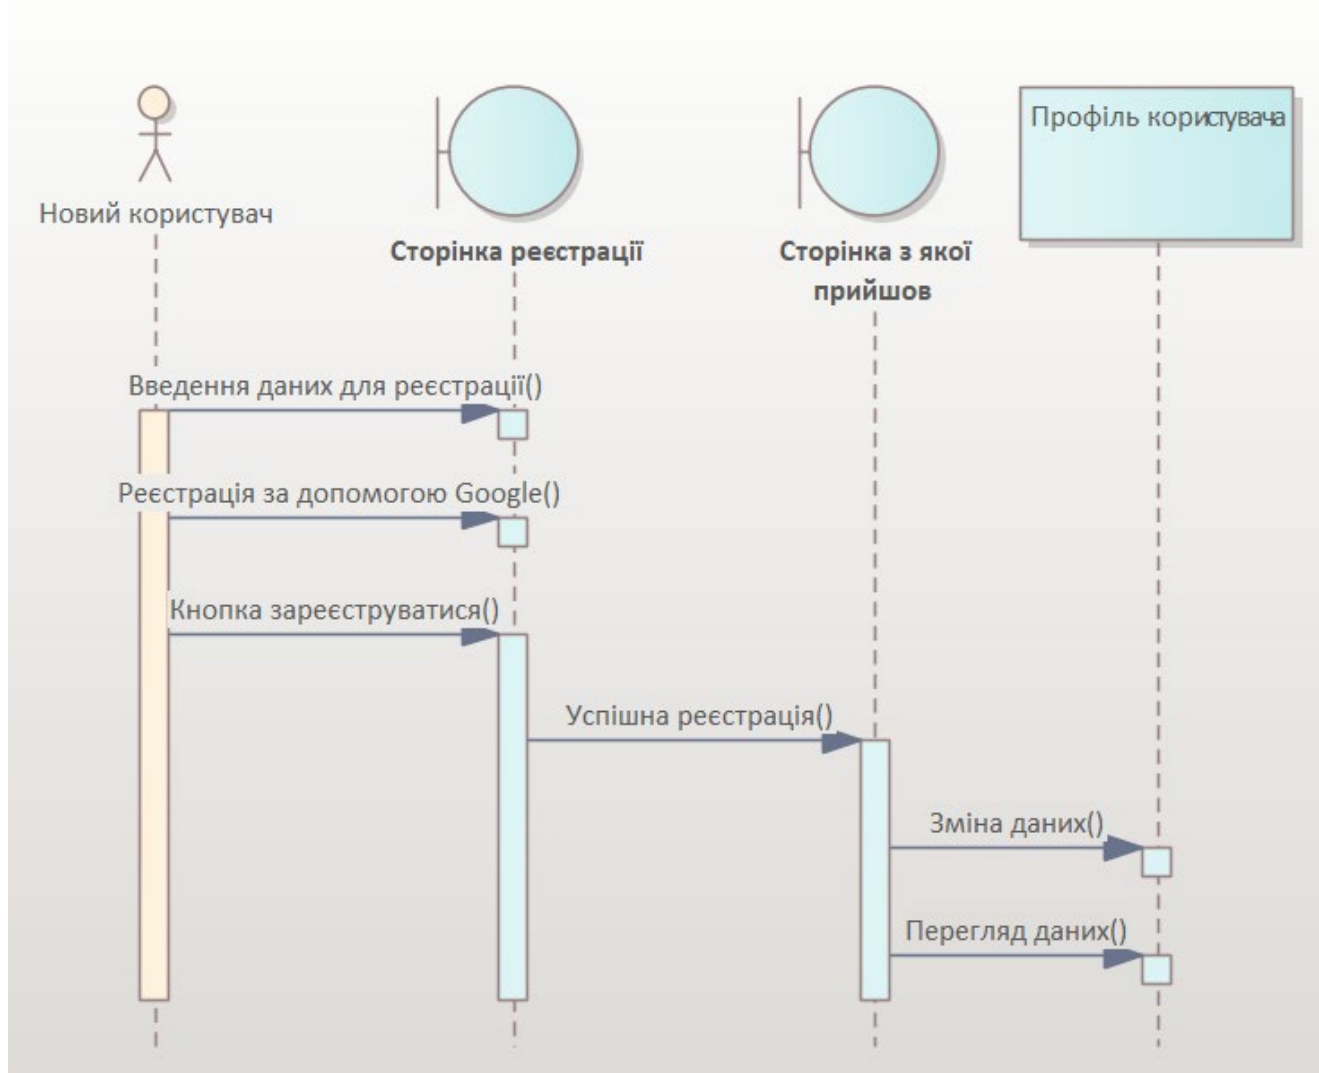 Новий користувач
Сторінка реєстрації
Сторінка з якої
прийшов
Профіль користувача
Введення даних для реєстрації()
Реєстрація за допомогою Google()
Кнопка зареєструватися()
Успішна реєстрація()
Зміна даних()
Перегляд даних()